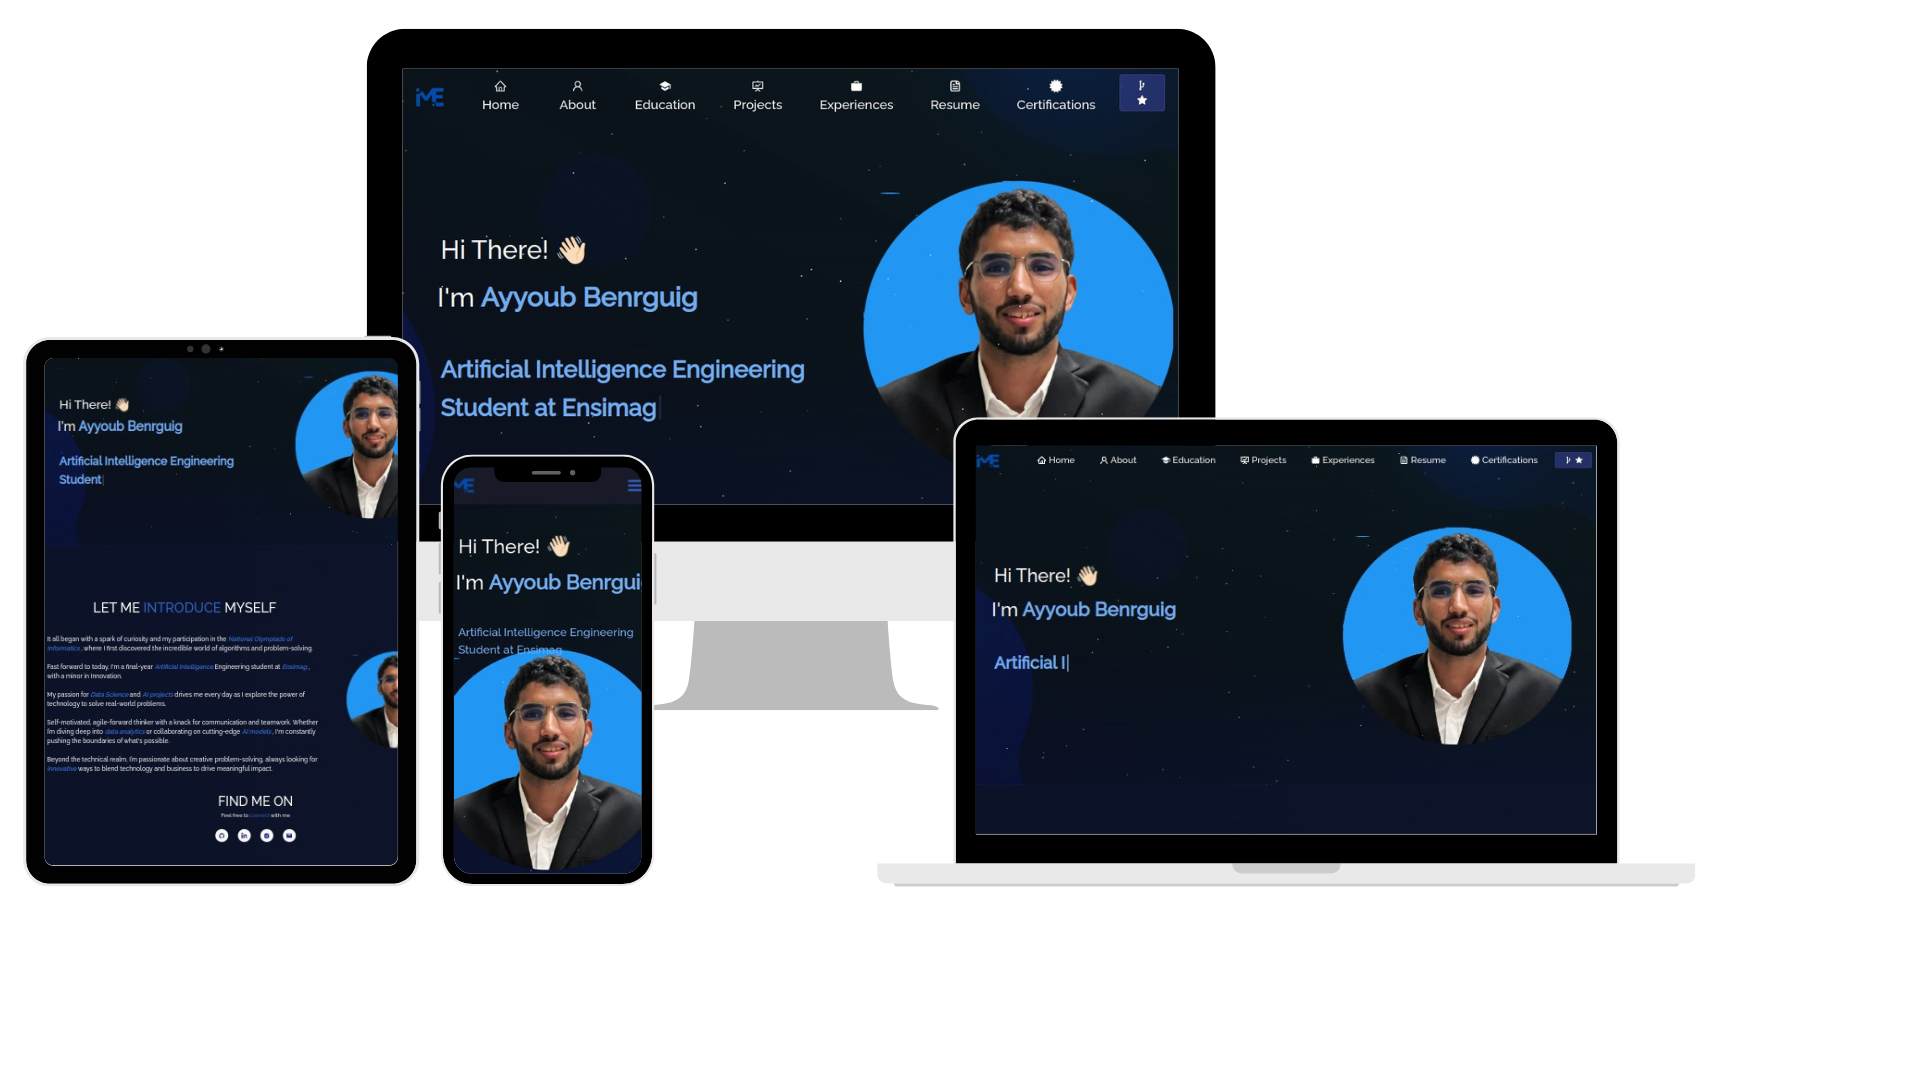 ME
Home About Education Projects Experiences Resume Certifications
Hi There! 👋🏻
I'm Ayyoub Benrguig
Artificial Intelligence Engineering
Student at Ensimag
Hi There! 👋🏻
I'm Ayyoub Benrguig
Artificial Intelligence Engineering
Student
LET ME INTRODUCE MYSELF
It all began with a spark of curiosity and my participation in the National Olympiads of
Informatics , where I first discovered the incredible world of algorithms and problem-solving.
Fast forward to today, I'm a final-year Artificial Intelligence Engineering student at Ensimag ,
with a minor in Innovation.
My passion for Data Science and AI projects drives me every day as I explore the power of
technology to solve real-world problems.
Self-motivated, agile-forward thinker with a knack for communication and teamwork. Whether
I'm diving deep into data analytics or collaborating on cutting-edge AI models , I'm constantly
pushing the boundaries of what's possible.
Beyond the technical realm, I'm passionate about creative problem-solving, always looking for
innovative ways to blend technology and business to drive meaningful impact.
FIND ME ON
Feel free to connect with me
ME
Hi There! 👋🏻
I'm Ayyoub Benrgui
Artificial Intelligence Engineering
Student at Ensimag
ME Home About Education Projects Experiences Resume Certifications
Hi There! 👋🏻
I'm Ayyoub Benrguig
Artificial I